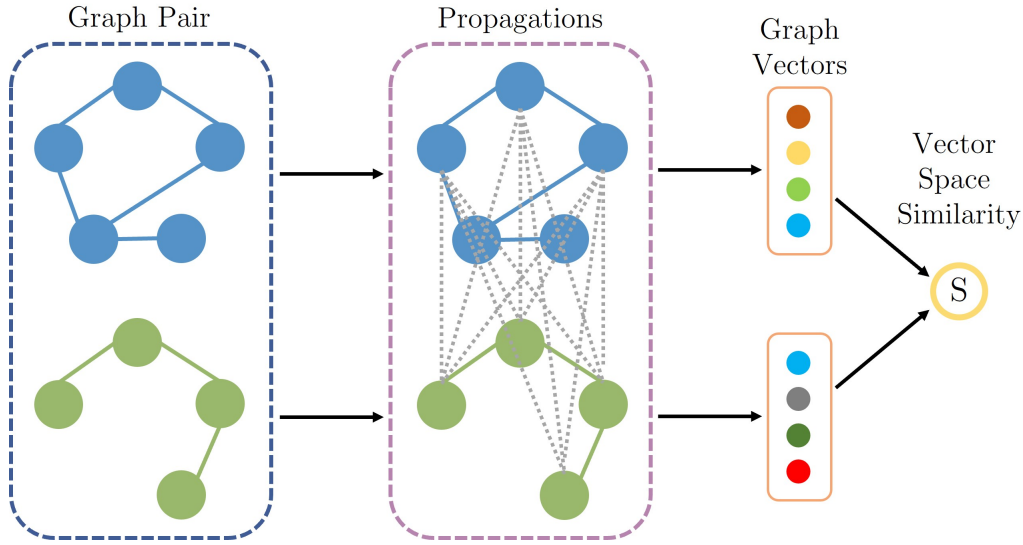 Graph Pair
Propagations
Graph
Vectors
Vector
Space
Similarity
S